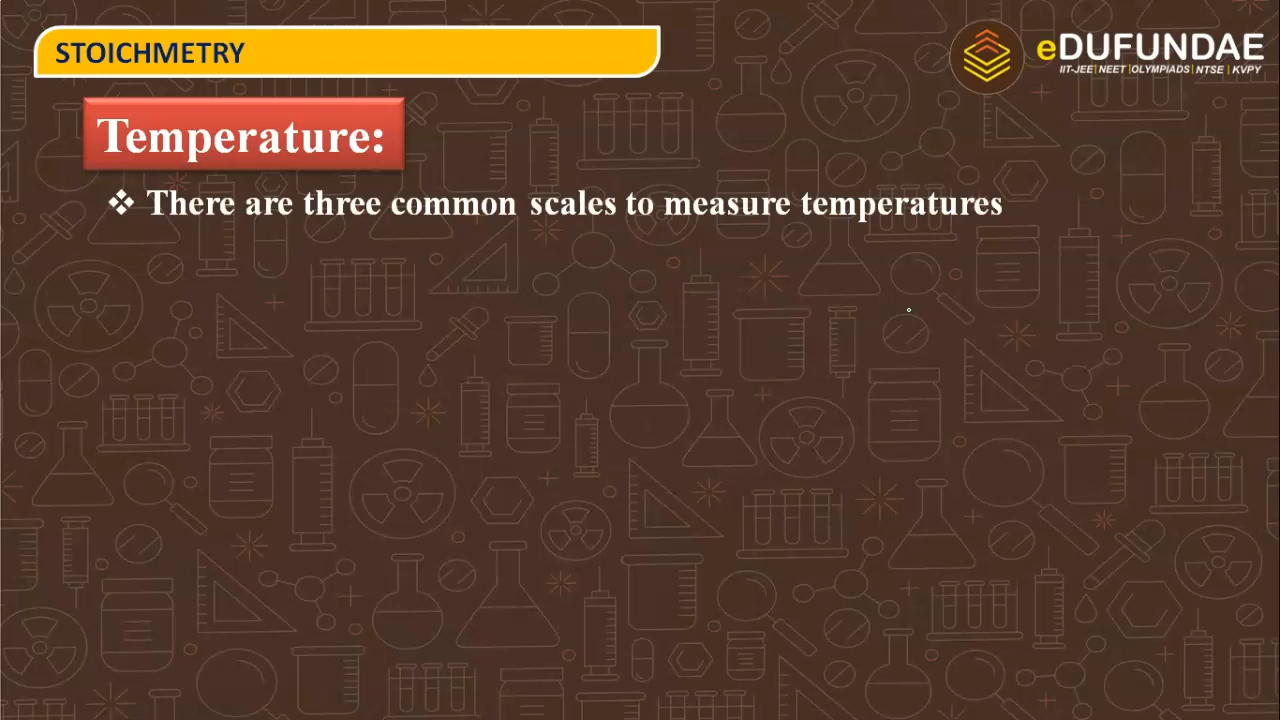 STOICHMETRY
eDUFUNDAE
IIT-JEE| NEET |OLYMPIADS| NTSE | KVPY
Temperature:
❖ There are three common scales to measure temperatures